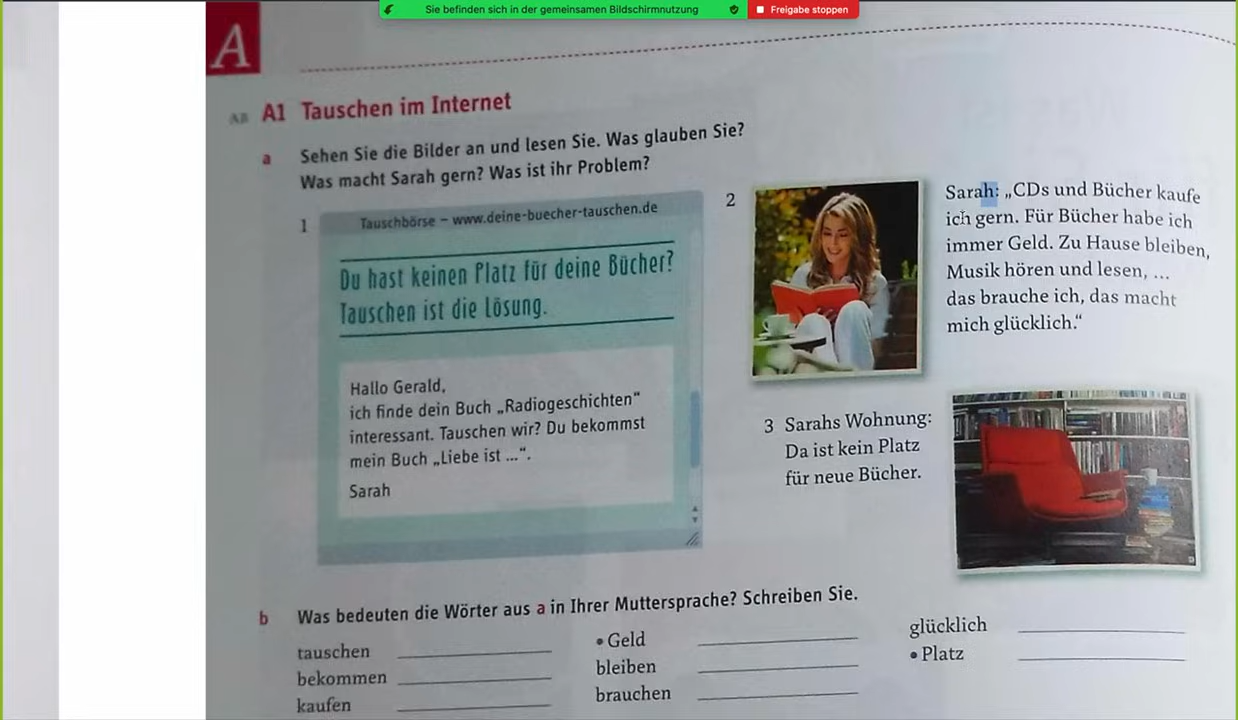 Sie befinden sich in der gemeinsamen Bildschirmnutzung
Freigabe stoppen
A
AB A1 Tauschen im Internet
a Sehen Sie die Bilder an und lesen Sie. Was glauben Sie?
Was macht Sarah gern? Was ist ihr Problem?
1 Tauschbörse – www.deine-buecher-tauschen.de
Du hast keinen Platz für deine Bücher?
Tauschen ist die Lösung.
Hallo Gerald,
ich finde dein Buch „Radiogeschichten“
interessant. Tauschen wir? Du bekommst
mein Buch „Liebe ist ...“.
Sarah
2
Sarah: „CDs und Bücher kaufe
ich gern. Für Bücher habe ich
immer Geld. Zu Hause bleiben,
Musik hören und lesen, ...
das brauche ich, das macht
mich glücklich.“
3 Sarahs Wohnung:
Da ist kein Platz
für neue Bücher.
b Was bedeuten die Wörter aus a in Ihrer Muttersprache? Schreiben Sie.
tauschen
bekommen
kaufen
• Geld
bleiben
brauchen
glücklich
• Platz